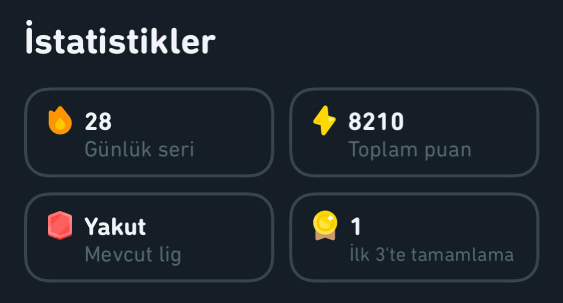 İstatistikler
28
Günlük seri
8210
Toplam puan
Yakut
Mevcut lig
1
İlk 3'te tamamlama